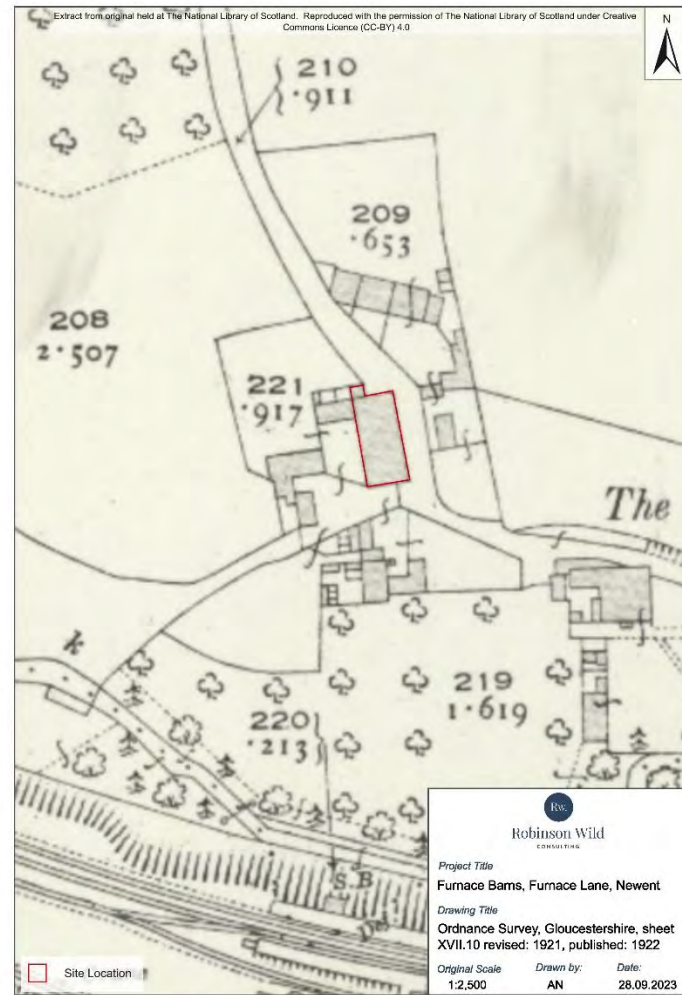 Extract from original held at The National Library of Scotland. Reproduced with the permission of The National Library of Scotland under Creative
Commons Licence (CC-BY) 4.0
N
210
·911
209
·653
208
2·507
221
·917
The
k
219
1·619
220
·213
S.B
Rw.
Robinson Wild
CONSULTING
Project Title
Furnace Barns, Furnace Lane, Newent
Drawing Title
Ordnance Survey, Gloucestershire, sheet
XVII.10 revised: 1921, published: 1922
Original Scale
Drawn by:
Date:
1:2,500
AN
28.09.2023
Site Location